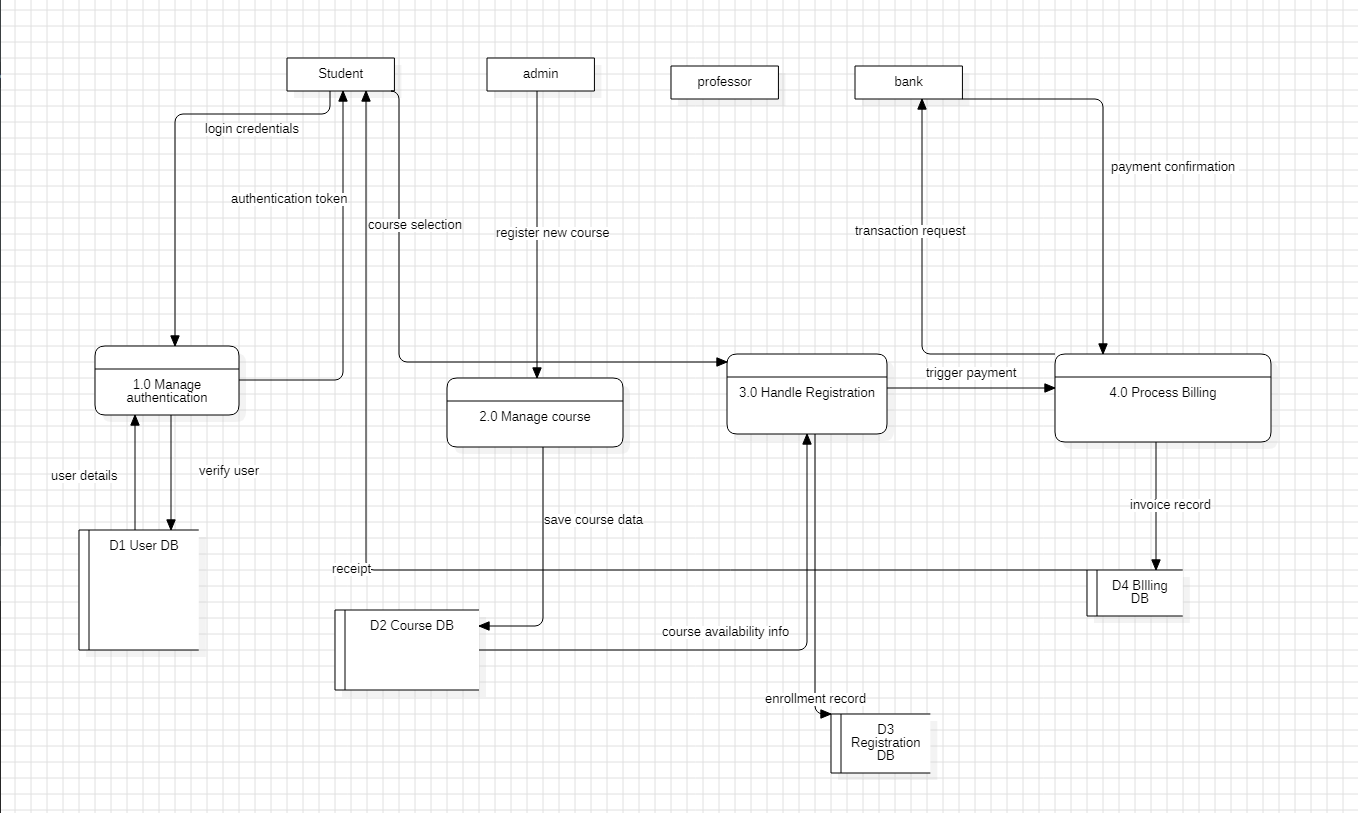 Student
admin
professor
bank
login credentials
payment confirmation
authentication token
course selection
register new course
transaction request
trigger payment
1.0 Manage
authentication
2.0 Manage course
3.0 Handle Registration
4.0 Process Billing
user details
verify user
invoice record
save course data
D1 User DB
receipt
D4 BIlling
DB
D2 Course DB
course availability info
enrollment record
D3
Registration
DB